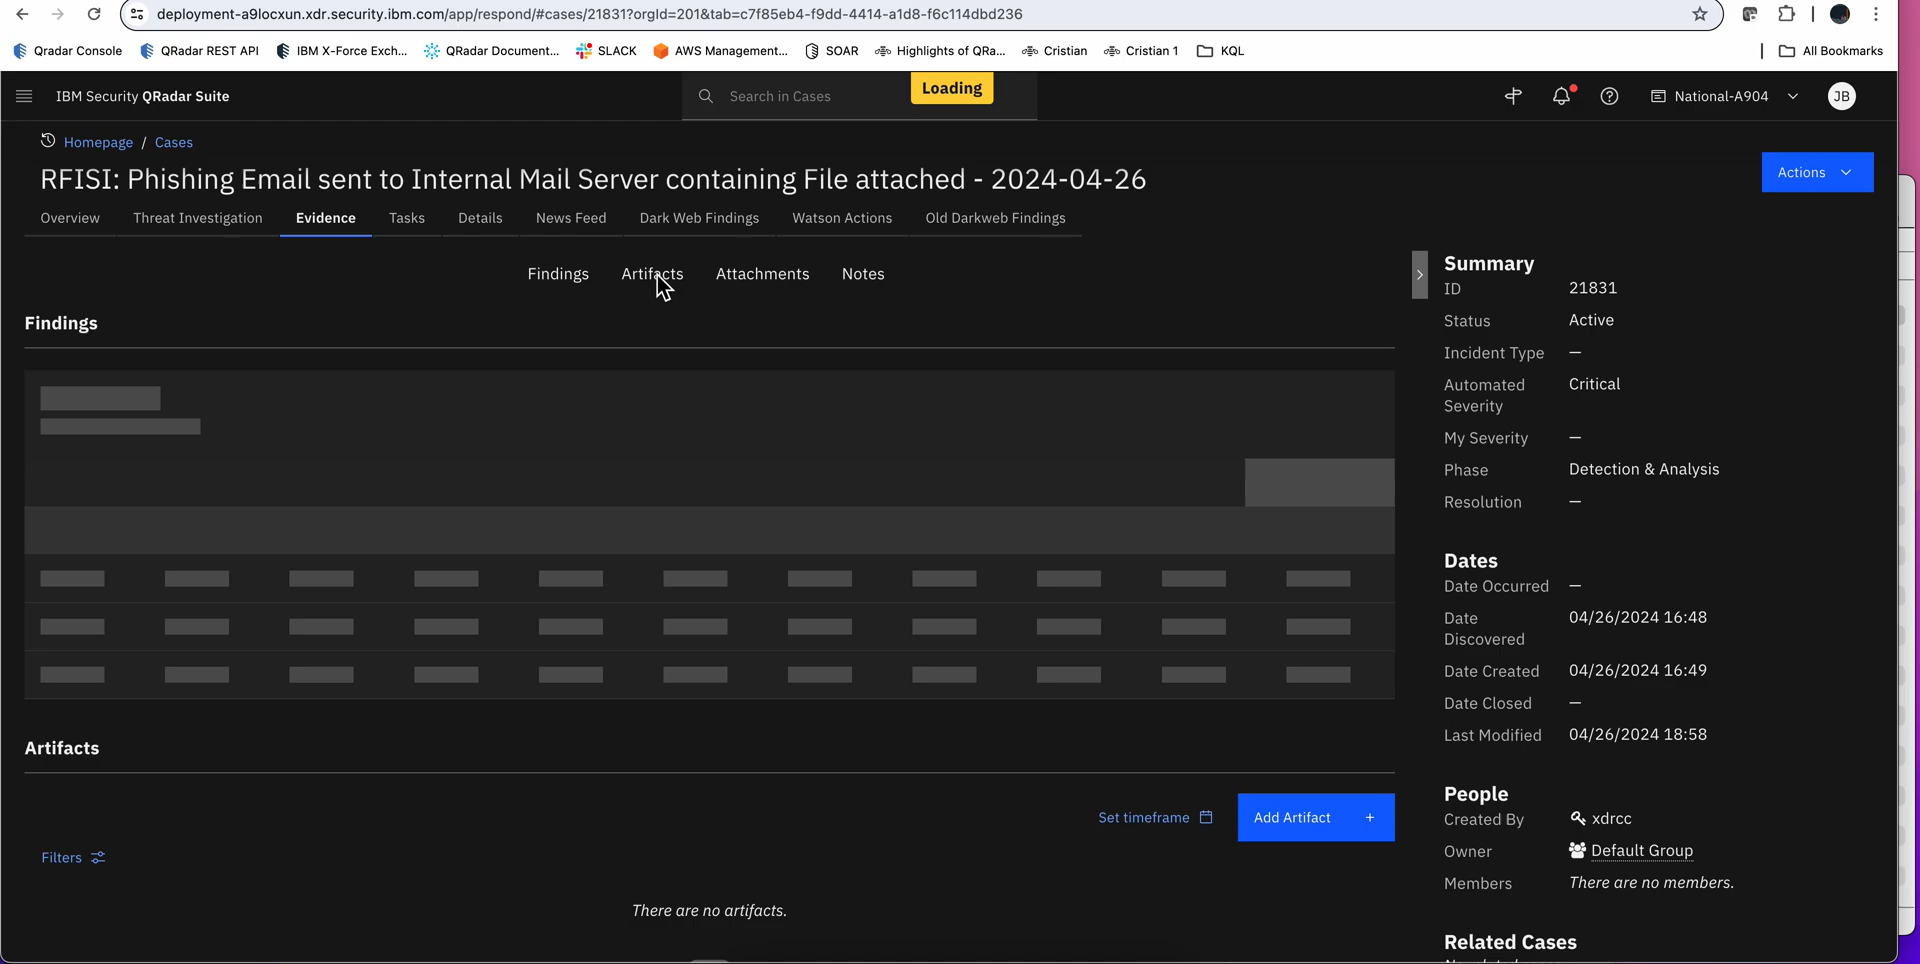 deployment-a9locxun.xdr.security.ibm.com/app/respond/#cases/21831?orgId=201&tab=c7f85eb4-f9dd-4414-a1d8-f6c114dbd236
Qradar Console QRadar REST API IBM X-Force Exch... QRadar Document... SLACK AWS Management... SOAR Highlights of QRa... Cristian Cristian 1 KQL All Bookmarks
IBM Security QRadar Suite Search in Cases Loading National-A904 JB
Homepage / Cases
RFISI: Phishing Email sent to Internal Mail Server containing File attached - 2024-04-26
Actions
Overview Threat Investigation Evidence Tasks Details News Feed Dark Web Findings Watson Actions Old Darkweb Findings
Findings Artifacts Attachments Notes
Findings
Artifacts
Set timeframe Add Artifact +
Filters
There are no artifacts.
Summary
ID 21831
Status Active
Incident Type —
Automated Severity Critical
My Severity —
Phase Detection & Analysis
Resolution —
Dates
Date Occurred —
Date Discovered 04/26/2024 16:48
Date Created 04/26/2024 16:49
Date Closed —
Last Modified 04/26/2024 18:58
People
Created By xdrcc
Owner Default Group
Members There are no members.
Related Cases